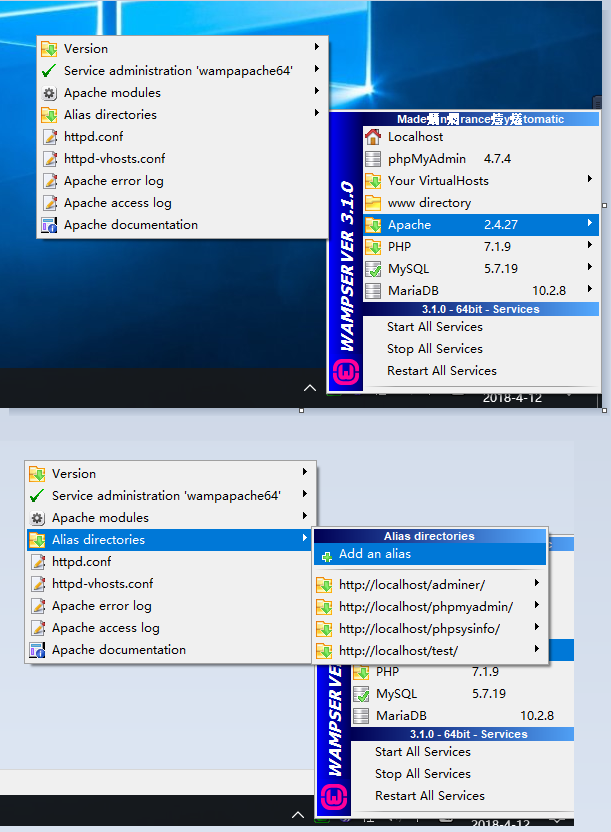 Version
Service administration 'wampapache64'
Apache modules
Alias directories
httpd.conf
httpd-vhosts.conf
Apache error log
Apache access log
Apache documentation
WAMPSERVER 3.1.0
Localhost
phpMyAdmin 4.7.4
Your VirtualHosts
www directory
Apache 2.4.27
PHP 7.1.9
MySQL 5.7.19
MariaDB 10.2.8
3.1.0 - 64bit - Services
Start All Services
Stop All Services
Restart All Services
2018-4-12
Version
Service administration 'wampapache64'
Apache modules
Alias directories
httpd.conf
httpd-vhosts.conf
Apache error log
Apache access log
Apache documentation
Alias directories
Add an alias
http://localhost/adminer/
http://localhost/phpmyadmin/
http://localhost/phpsysinfo/
http://localhost/test/
WAMPSERVER
PHP 7.1.9
MySQL 5.7.19
MariaDB 10.2.8
3.1.0 - 64bit - Services
Start All Services
Stop All Services
Restart All Services
2018-4-12